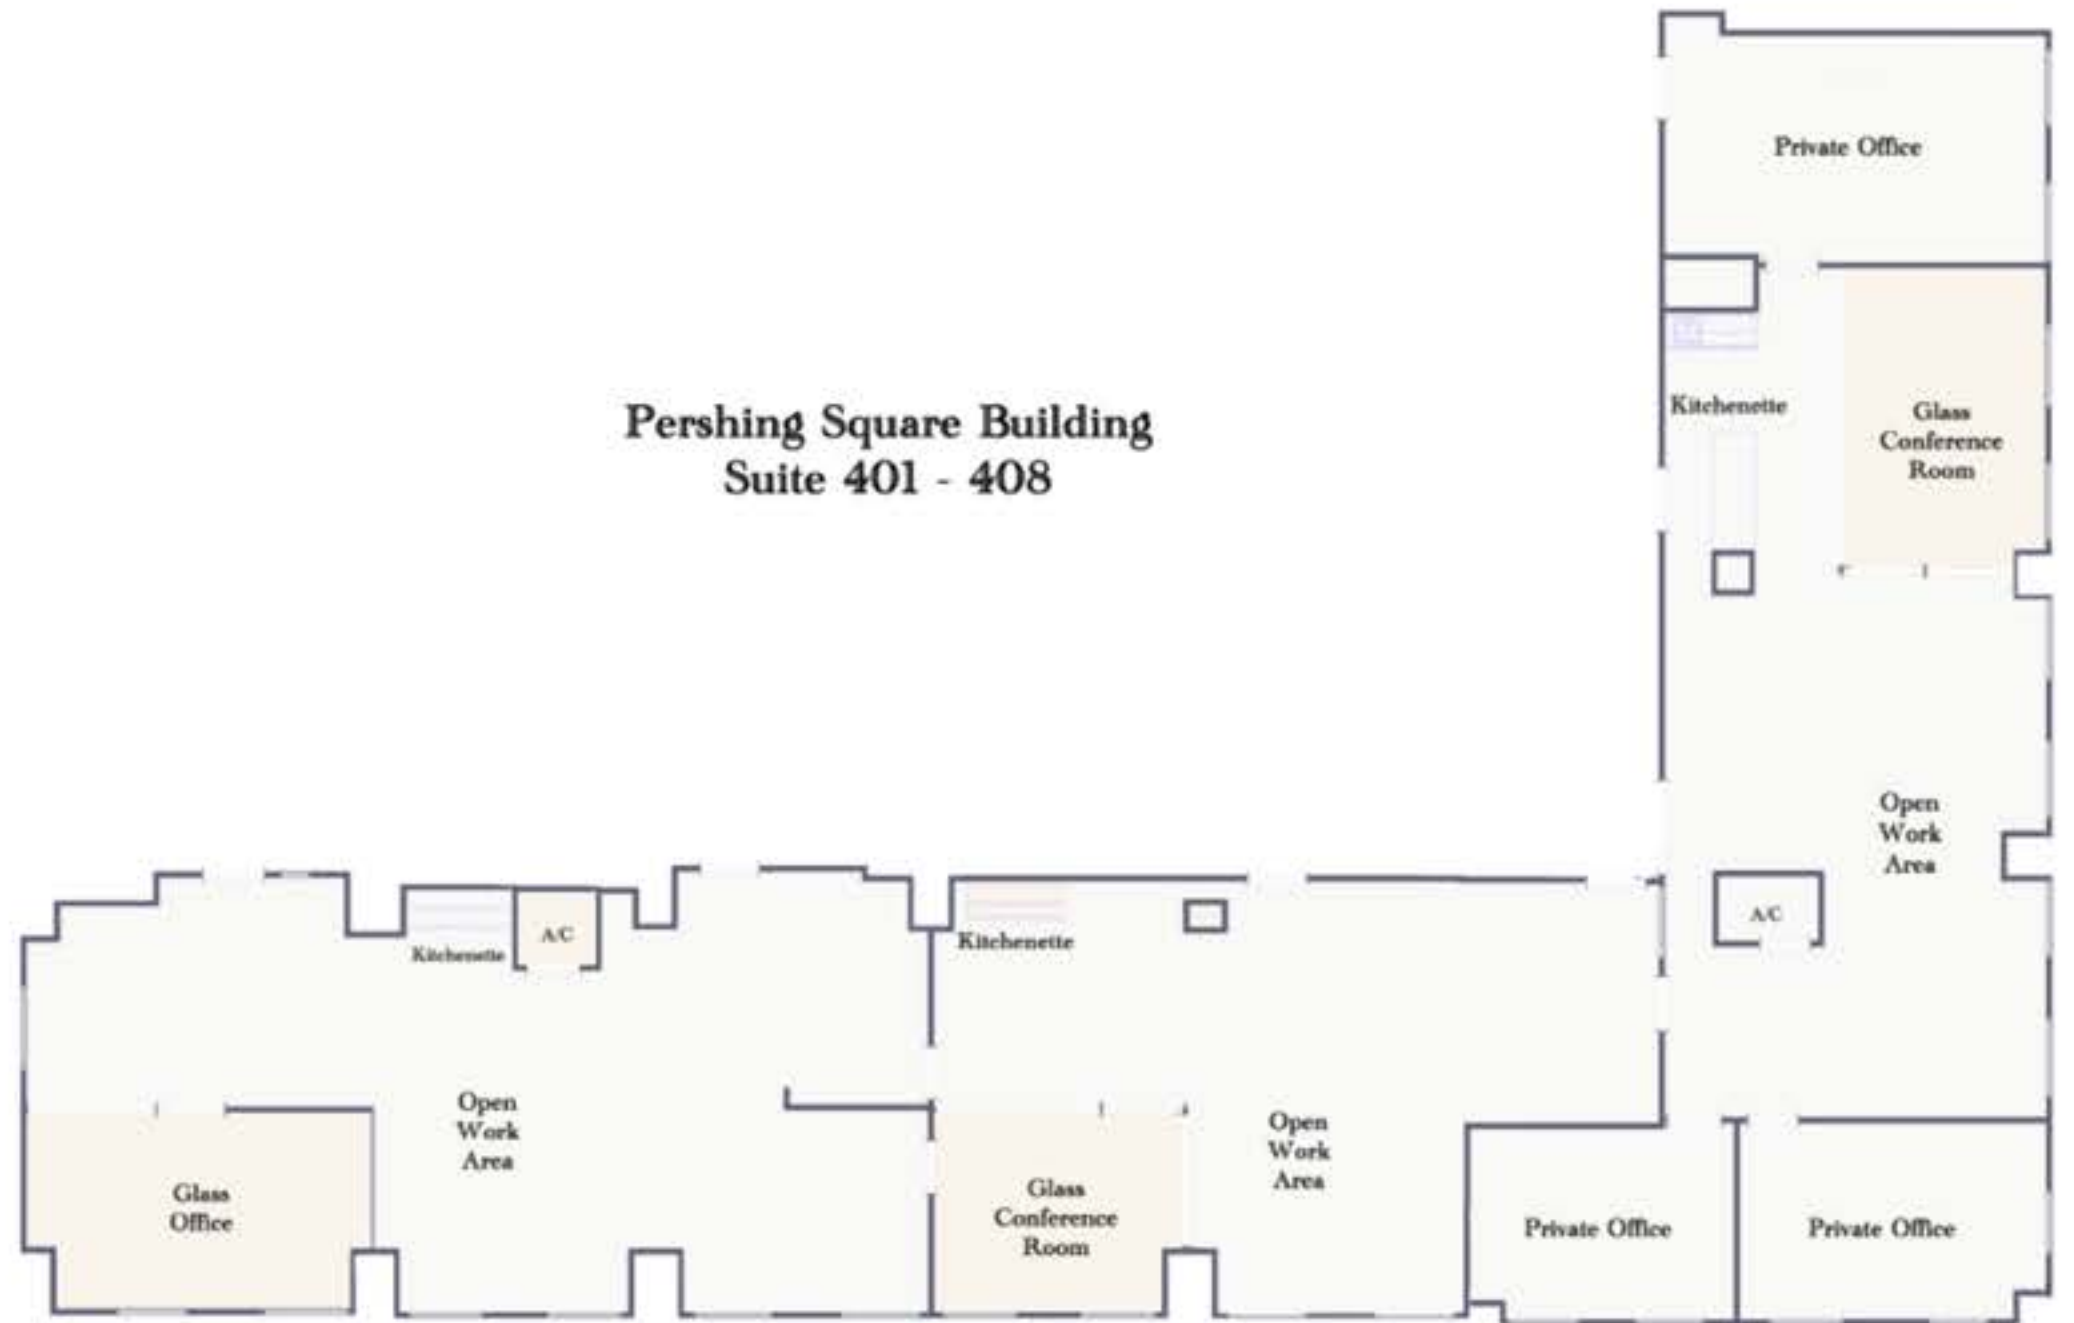 Pershing Square Building
Suite 401 - 408
Private Office
Kitchenette
Glass
Conference
Room
Open
Work
Area
A/C
Kitchenette
A/C
Kitchenette
Open
Work
Area
Glass
Office
Open
Work
Area
Glass
Conference
Room
Private Office
Private Office